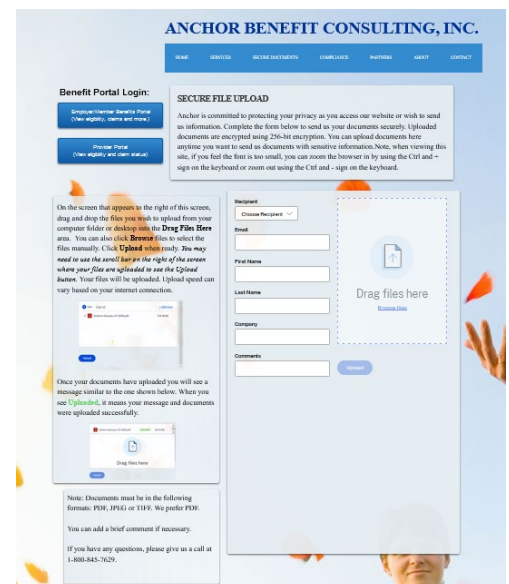 ANCHOR BENEFIT CONSULTING, INC.
HOME SERVICES SECURE DOCUMENTS COMPLIANCE PARTNERS ABOUT CONTACT
Benefit Portal Login:
Employer/Member Benefits Portal
(View eligibility, claims and more.)
Provider Portal
(View eligibility and claim status)
SECURE FILE UPLOAD
Anchor is committed to protecting your privacy as you access our website or wish to send
us information. Complete the form below to send us your documents securely. Uploaded
documents are encrypted using 256-bit encryption. You can upload documents here
anytime you want to send us documents with sensitive information.Note, when viewing this
site, if you feel the font is too small, you can zoom the browser in by using the Ctrl and +
sign on the keyboard or zoom out using the Ctrl and - sign on the keyboard.
On the screen that appears to the right of this screen,
drag and drop the files you wish to upload from your
computer folder or desktop into the Drag Files Here
area. You can also click Browse files to select the
files manually. Click Upload when ready. You may
need to use the scroll bar on the right of the screen
where your files are uploaded to see the Upload
button. Your files will be uploaded. Upload speed can
vary based on your internet connection.
Once your documents have uploaded you will see a
message similar to the one shown below. When you
see Uploaded, it means your message and documents
were uploaded successfully.
Drag files here
Note: Documents must be in the following
formats: PDF, JPEG or TIFF. We prefer PDF.
You can add a brief comment if necessary.
If you have any questions, please give us a call at
1-800-845-7629.
Recipient
Choose Recipient
Email
First Name
Last Name
Company
Comments
Drag files here
Browse files
Upload